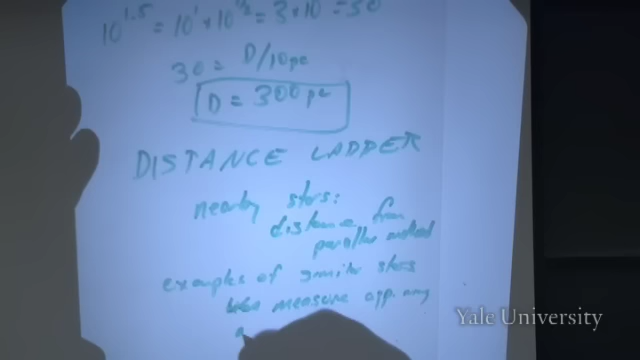 10^1.5 = 10^1 * 10^1/2 = 3 * 10 = 30
30 = D/10pc
D = 300 pc
DISTANCE LADDER
nearby stars:
distance from
parallax method
examples of similar stars
measure app. mag
Yale University